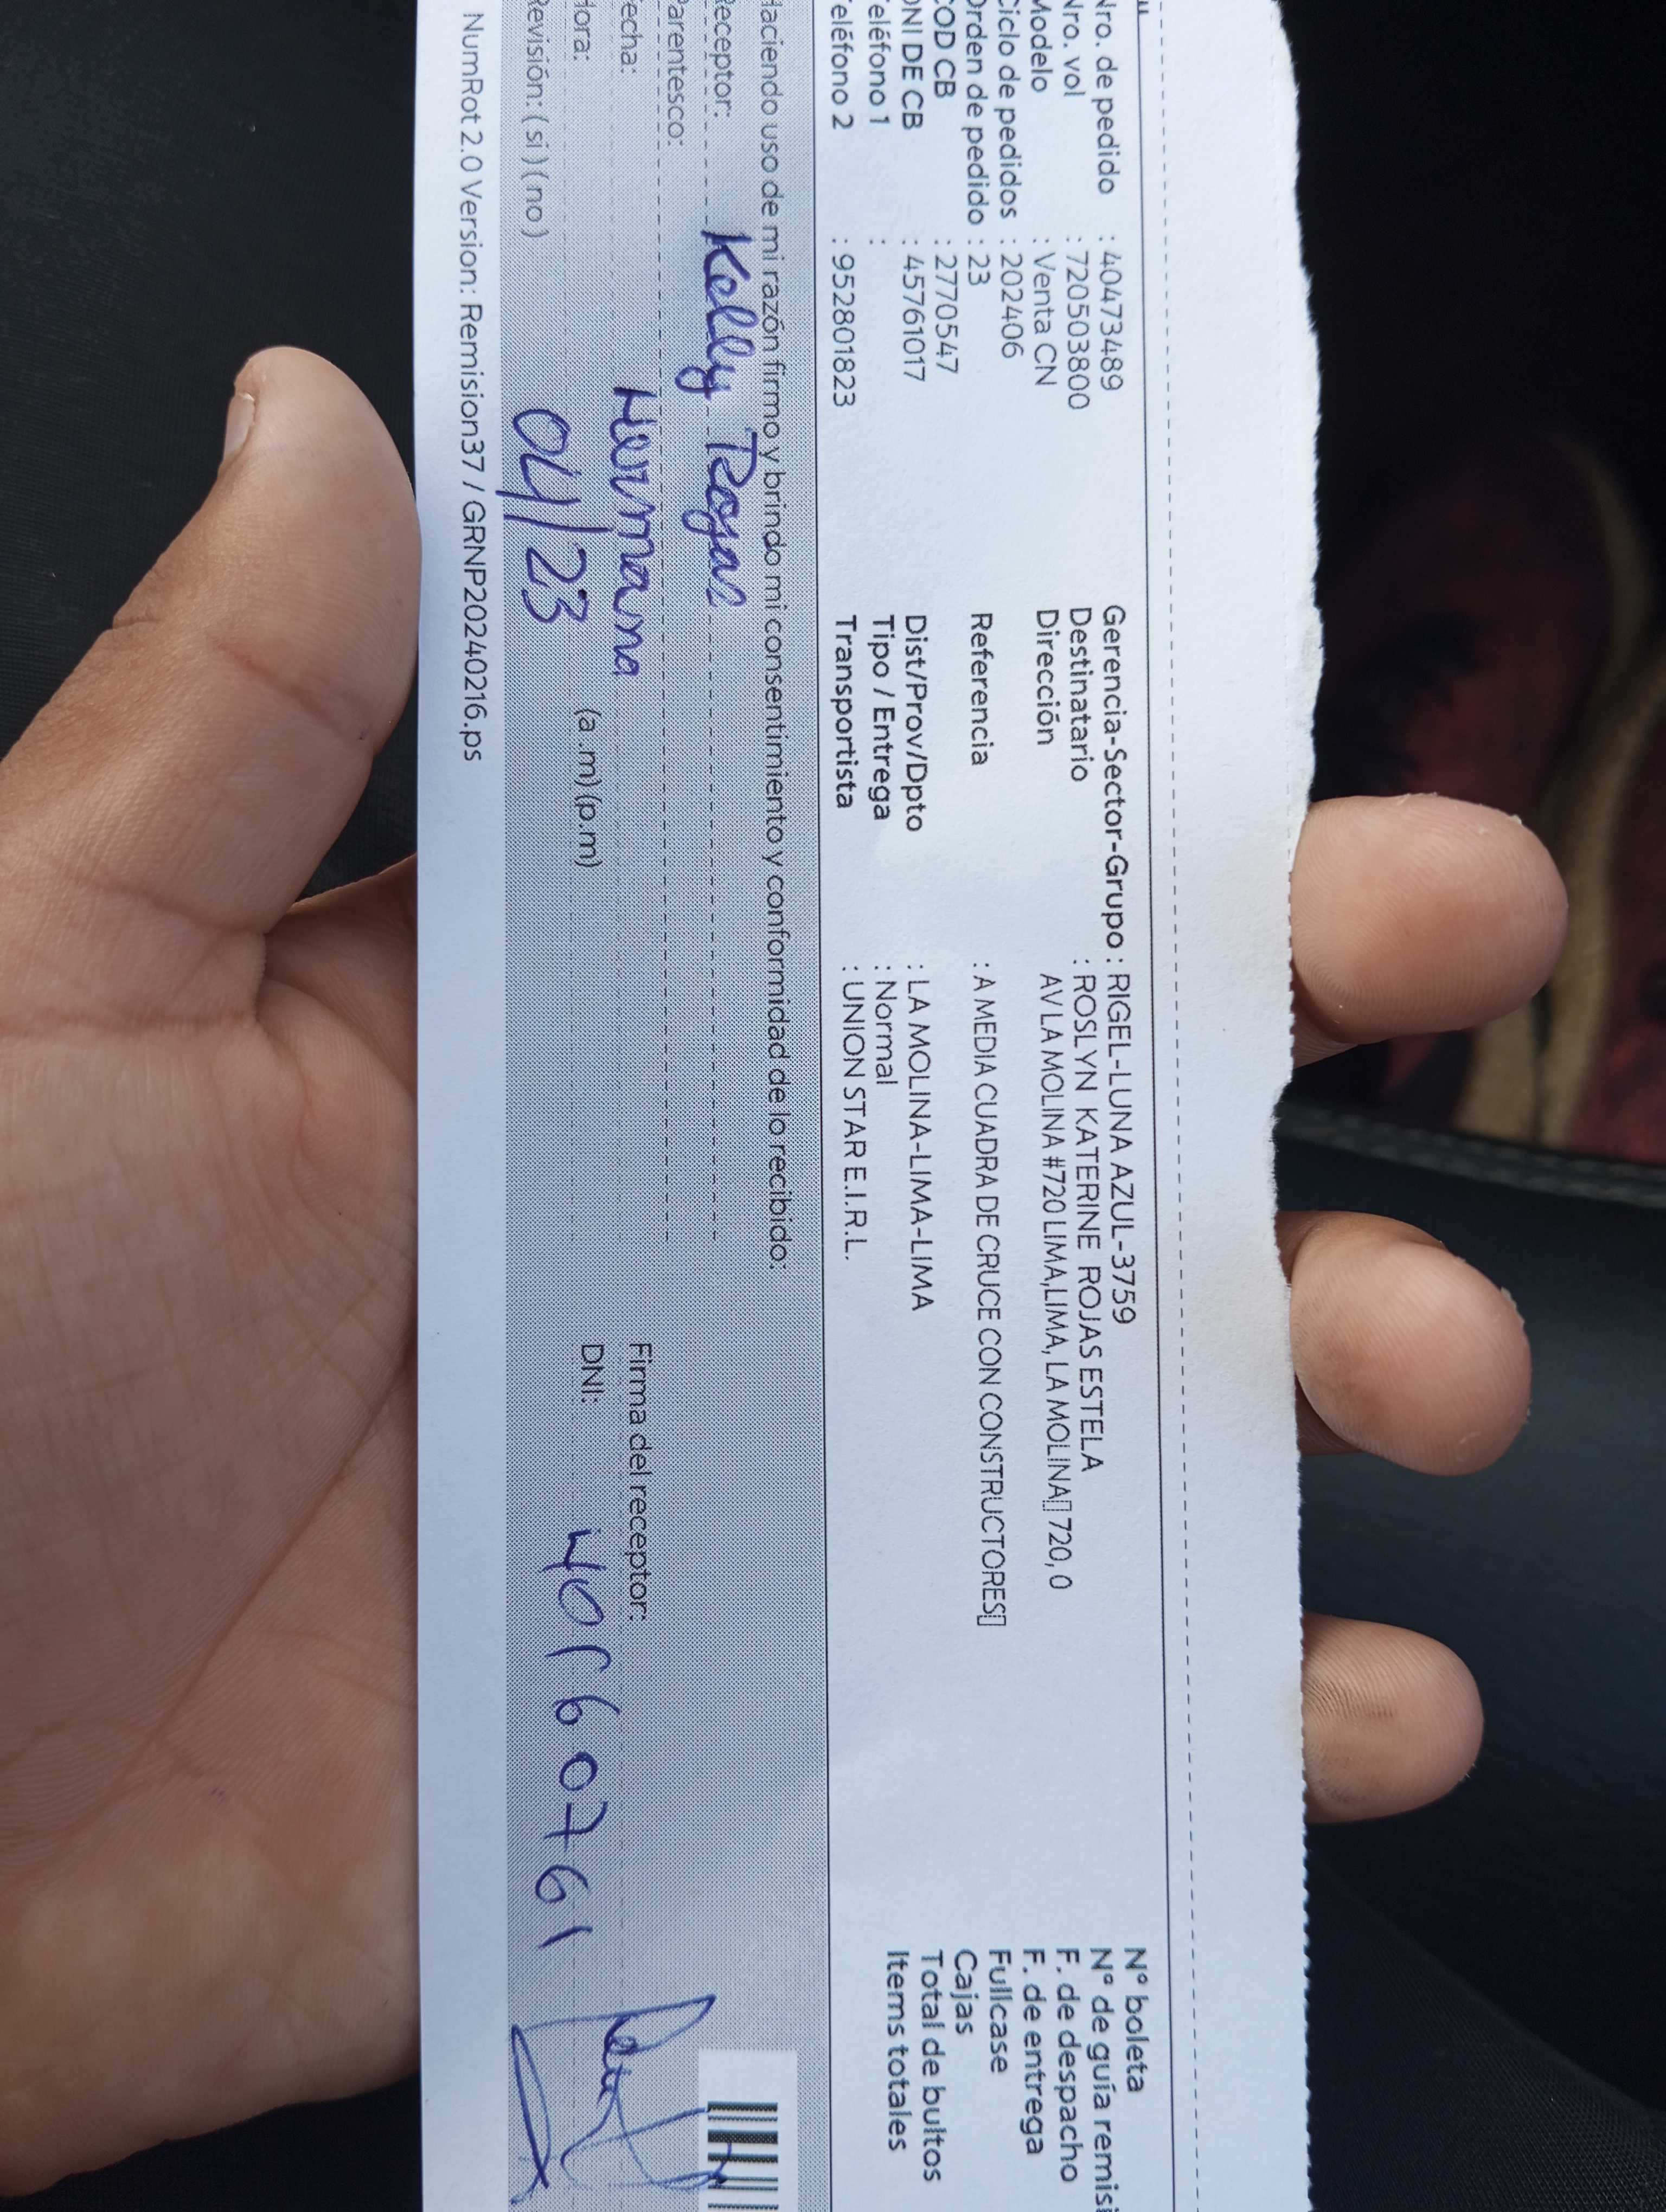 Nro. de pedido : 40473489
Nro. vol : 720503800
Modelo : Venta CN
Ciclo de pedidos : 202406
Orden de pedido : 23
COD CB : 2770547
DNI DE CB : 45761017
Teléfono 1 :
Teléfono 2 : 952801823
Gerencia-Sector-Grupo : RIGEL-LUNA AZUL-3759
Destinatario : ROSLYN KATERINE ROJAS ESTELA
Dirección AV LA MOLINA #720 LIMA,LIMA, LA MOLINA▯▯ 720, 0
Referencia : A MEDIA CUADRA DE CRUCE CON CONSTRUCTORES▯
Dist/Prov/Dpto : LA MOLINA-LIMA-LIMA
Tipo / Entrega : Normal
Transportista : UNION STAR E.I.R.L.
N° boleta
N° de guía remisi
F. de despacho
F. de entrega
Fullcase
Cajas
Total de bultos
Items totales
Haciendo uso de mi razón firmo y brindo mi consentimiento y conformidad de lo recibido:
Receptor: Kelly Rojas
Parentesco: Hermana
Fecha: 04/23
Hora: (a .m)(p.m)
Revisión: ( si ) ( no )
Firma del receptor:
DNI: 40560761
NumRot 2.0 Version: Remision37 / GRNP20240216.ps